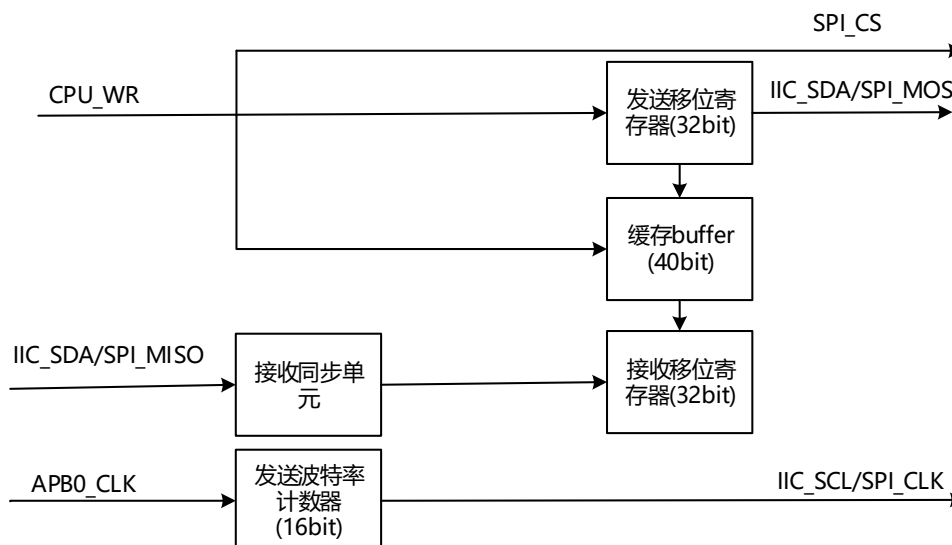 SPI_CS
CPU_WR
发送移位寄
存器(32bit)
IIC_SDA/SPI_MOS
缓存buffer
(40bit)
IIC_SDA/SPI_MISO
接收同步单
元
接收移位寄
存器(32bit)
APB0_CLK
发送波特率
计数器
(16bit)
IIC_SCL/SPI_CLK